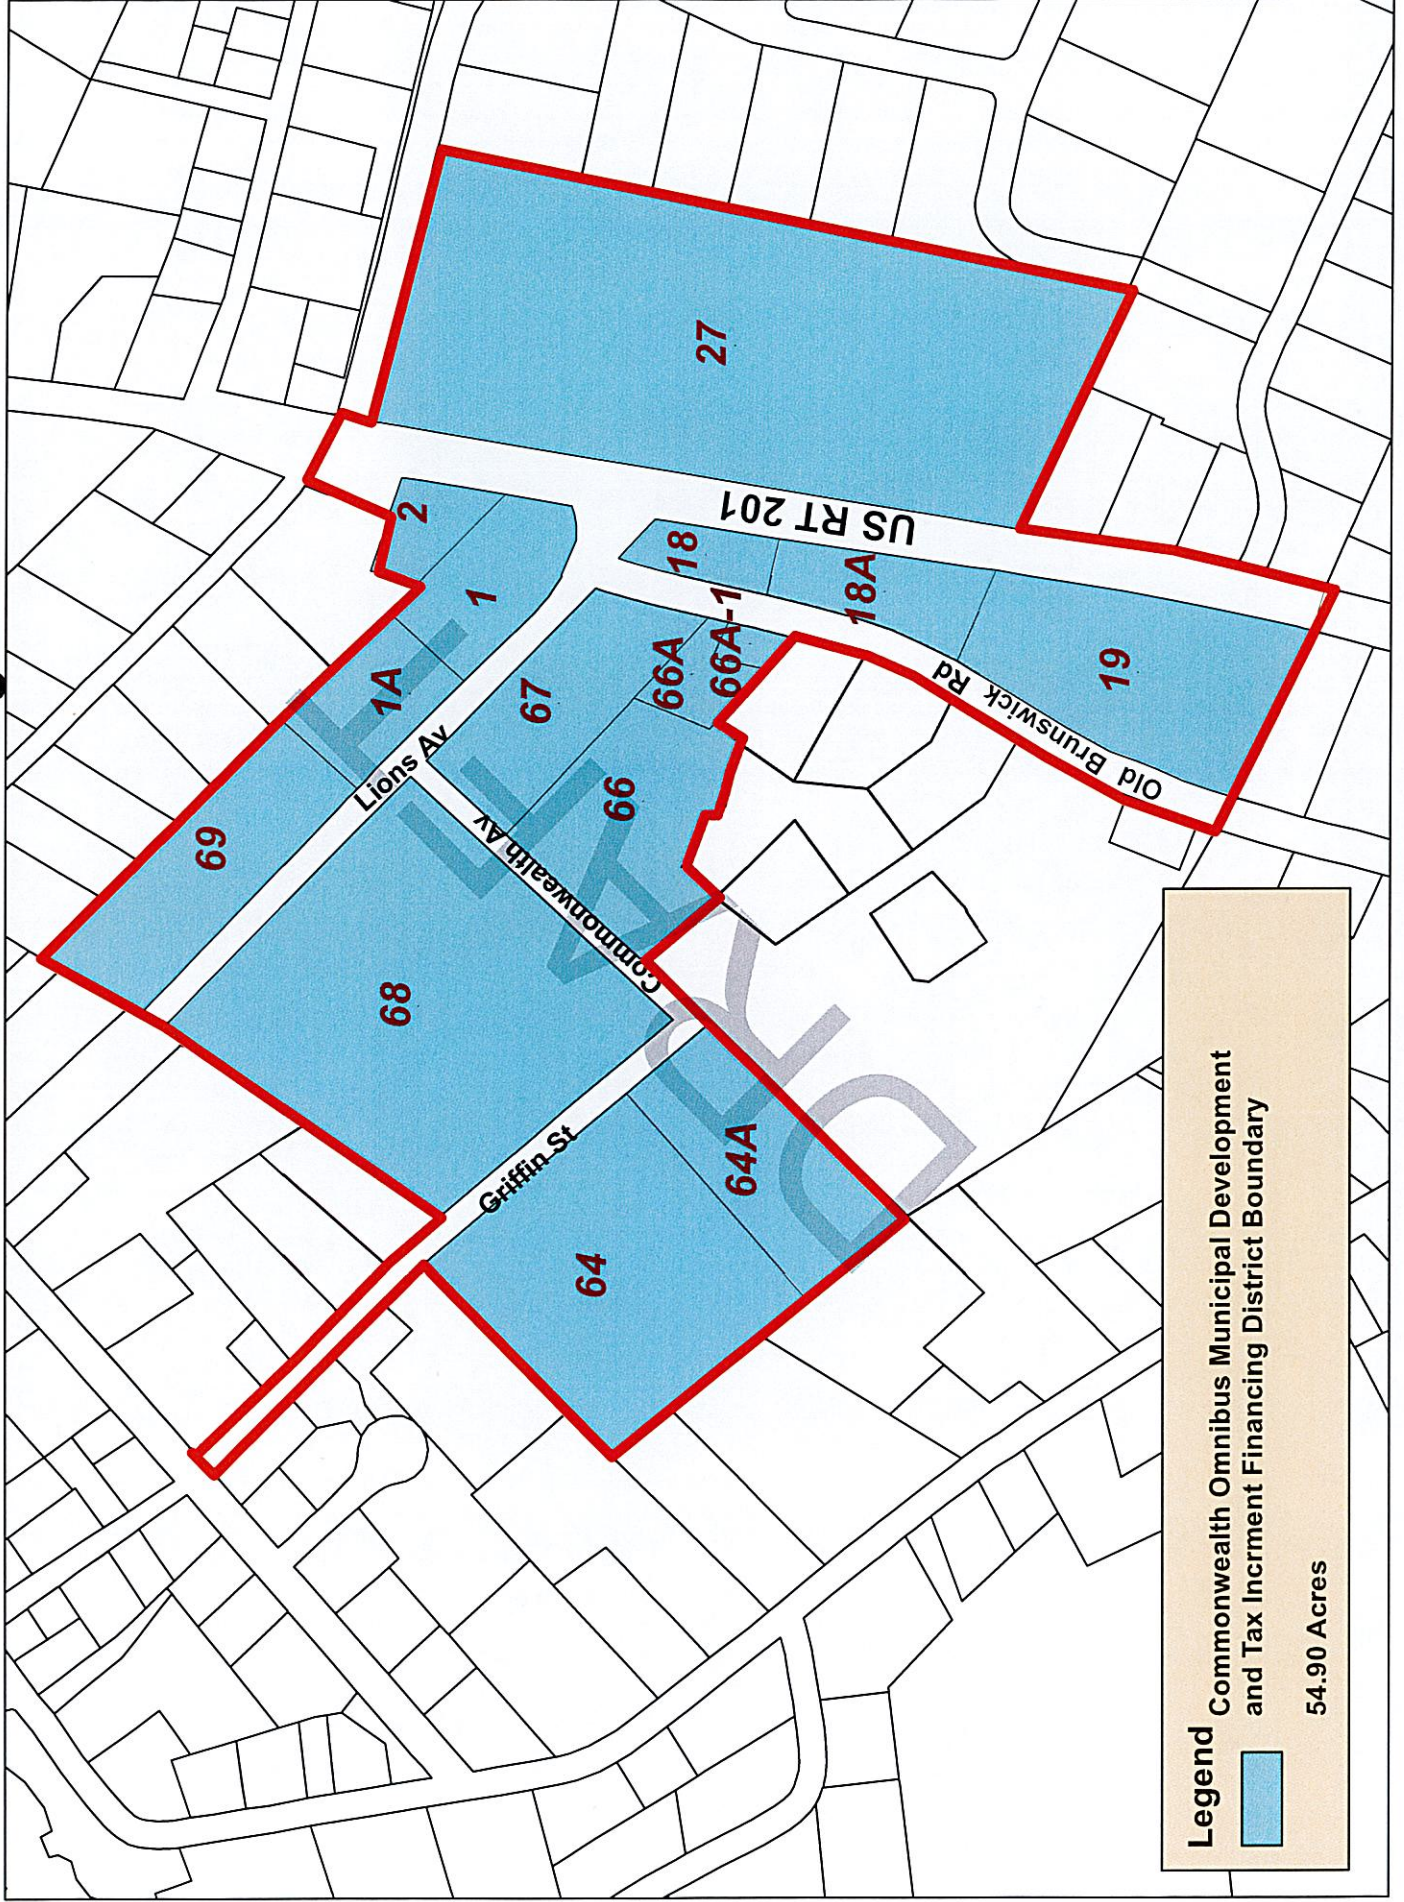 69
1A
2
1
Lions Av
68
67
66
66A
66A-1
18
18A
19
27
US RT 201
Old Brunswick Rd
Commonwealth Av
Griffin St
64
64A
DRAFT
Legend
Commonwealth Omnibus Municipal Development
and Tax Incrment Financing District Boundary
54.90 Acres